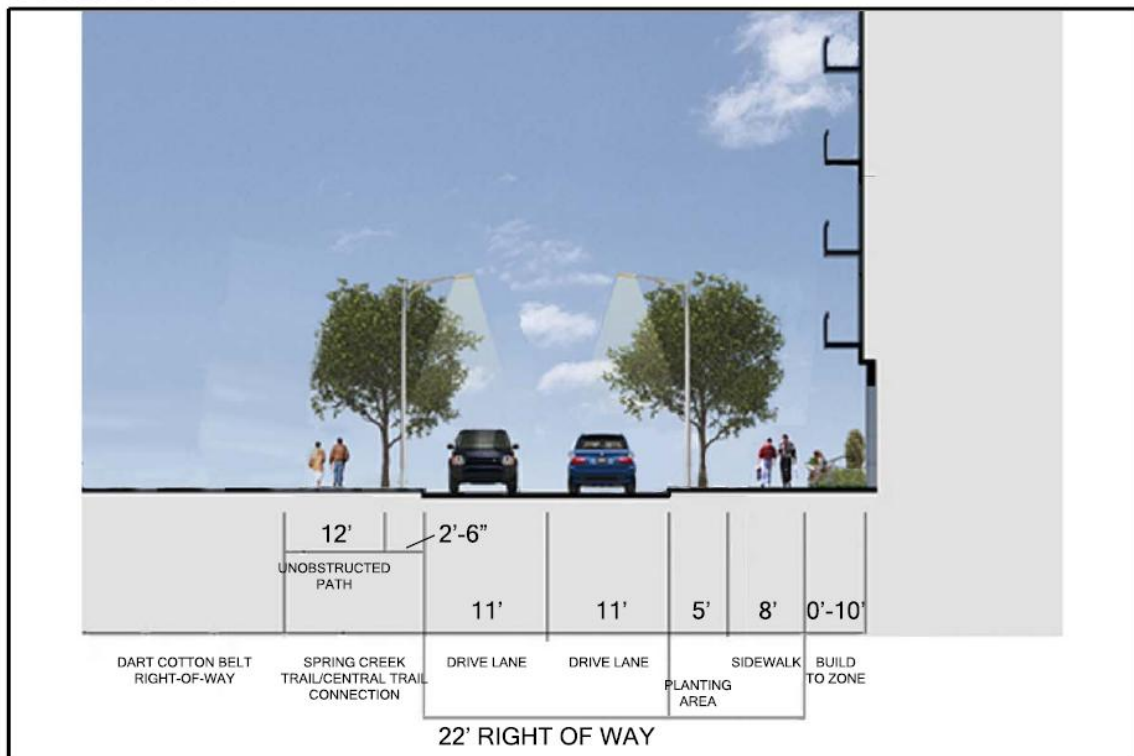 12'
2'-6"
UNOBSTRUCTED
PATH
11'
11'
5'
8'
0'-10'
DART COTTON BELT
RIGHT-OF-WAY
SPRING CREEK
TRAIL/CENTRAL TRAIL
CONNECTION
DRIVE LANE
DRIVE LANE
PLANTING
AREA
SIDEWALK
BUILD
TO ZONE
22' RIGHT OF WAY